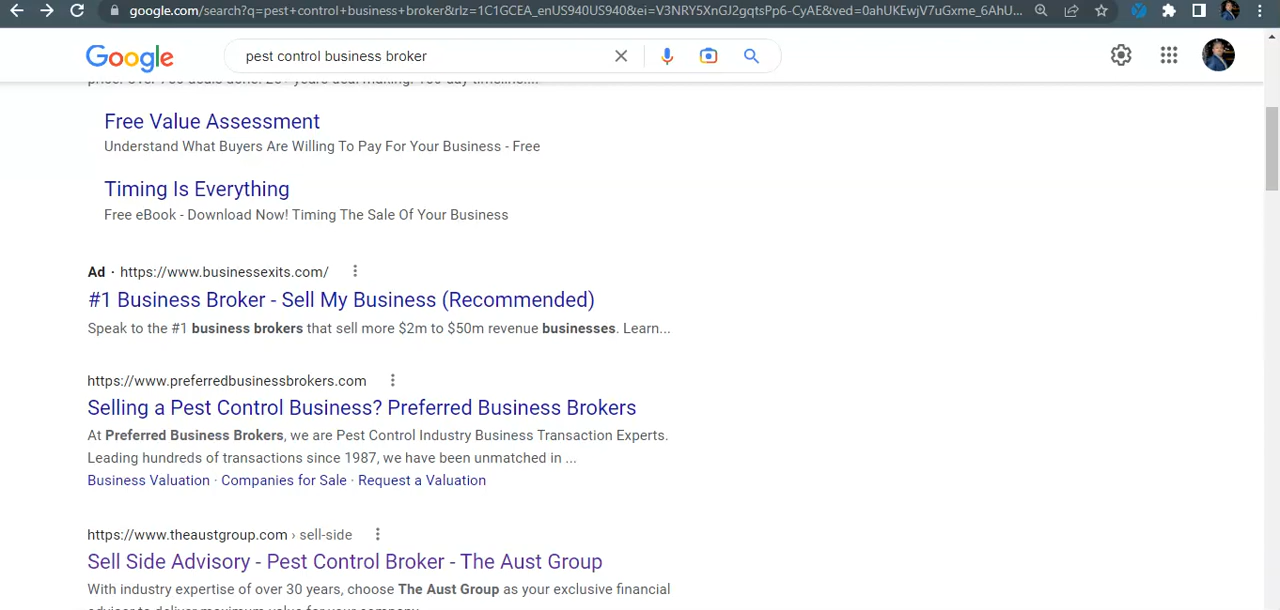 google.com/search?q=pest+control+business+broker&rlz=1C1GCEA_enUS940US940&ei=V3NRY5XnGJ2gqtsPp6-CyAE&ved=0ahUKEwjV7uGxme_6AhU...
Google
pest control business broker
Free Value Assessment
Understand What Buyers Are Willing To Pay For Your Business - Free
Timing Is Everything
Free eBook - Download Now! Timing The Sale Of Your Business
Ad · https://www.businessexits.com/
#1 Business Broker - Sell My Business (Recommended)
Speak to the #1 business brokers that sell more $2m to $50m revenue businesses. Learn...
https://www.preferredbusinessbrokers.com
Selling a Pest Control Business? Preferred Business Brokers
At Preferred Business Brokers, we are Pest Control Industry Business Transaction Experts.
Leading hundreds of transactions since 1987, we have been unmatched in ...
Business Valuation · Companies for Sale · Request a Valuation
https://www.theaustgroup.com › sell-side
Sell Side Advisory - Pest Control Broker - The Aust Group
With industry expertise of over 30 years, choose The Aust Group as your exclusive financial